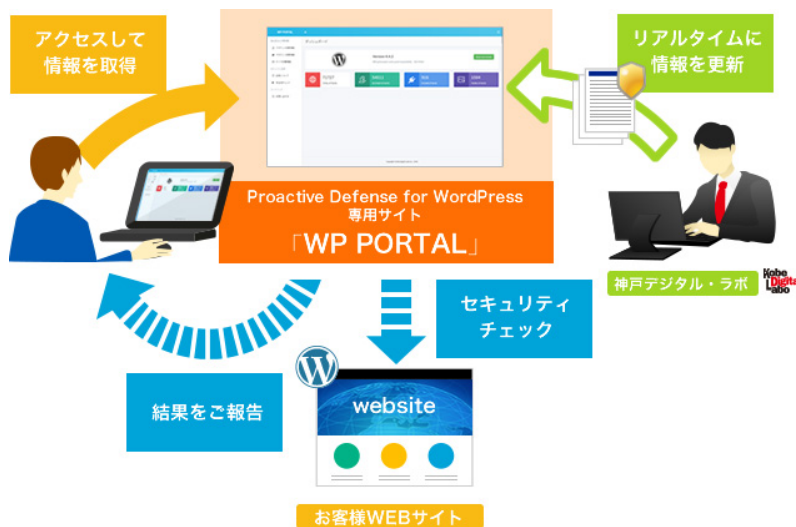 アクセスして
情報を取得
リアルタイムに
情報を更新
WP PORTAL
Proactive Defense for WordPress
専用サイト
「WP PORTAL」
神戸デジタル・ラボ
Kobe
Digital
Labo
セキュリティ
チェック
結果をご報告
website
お客様WEBサイト